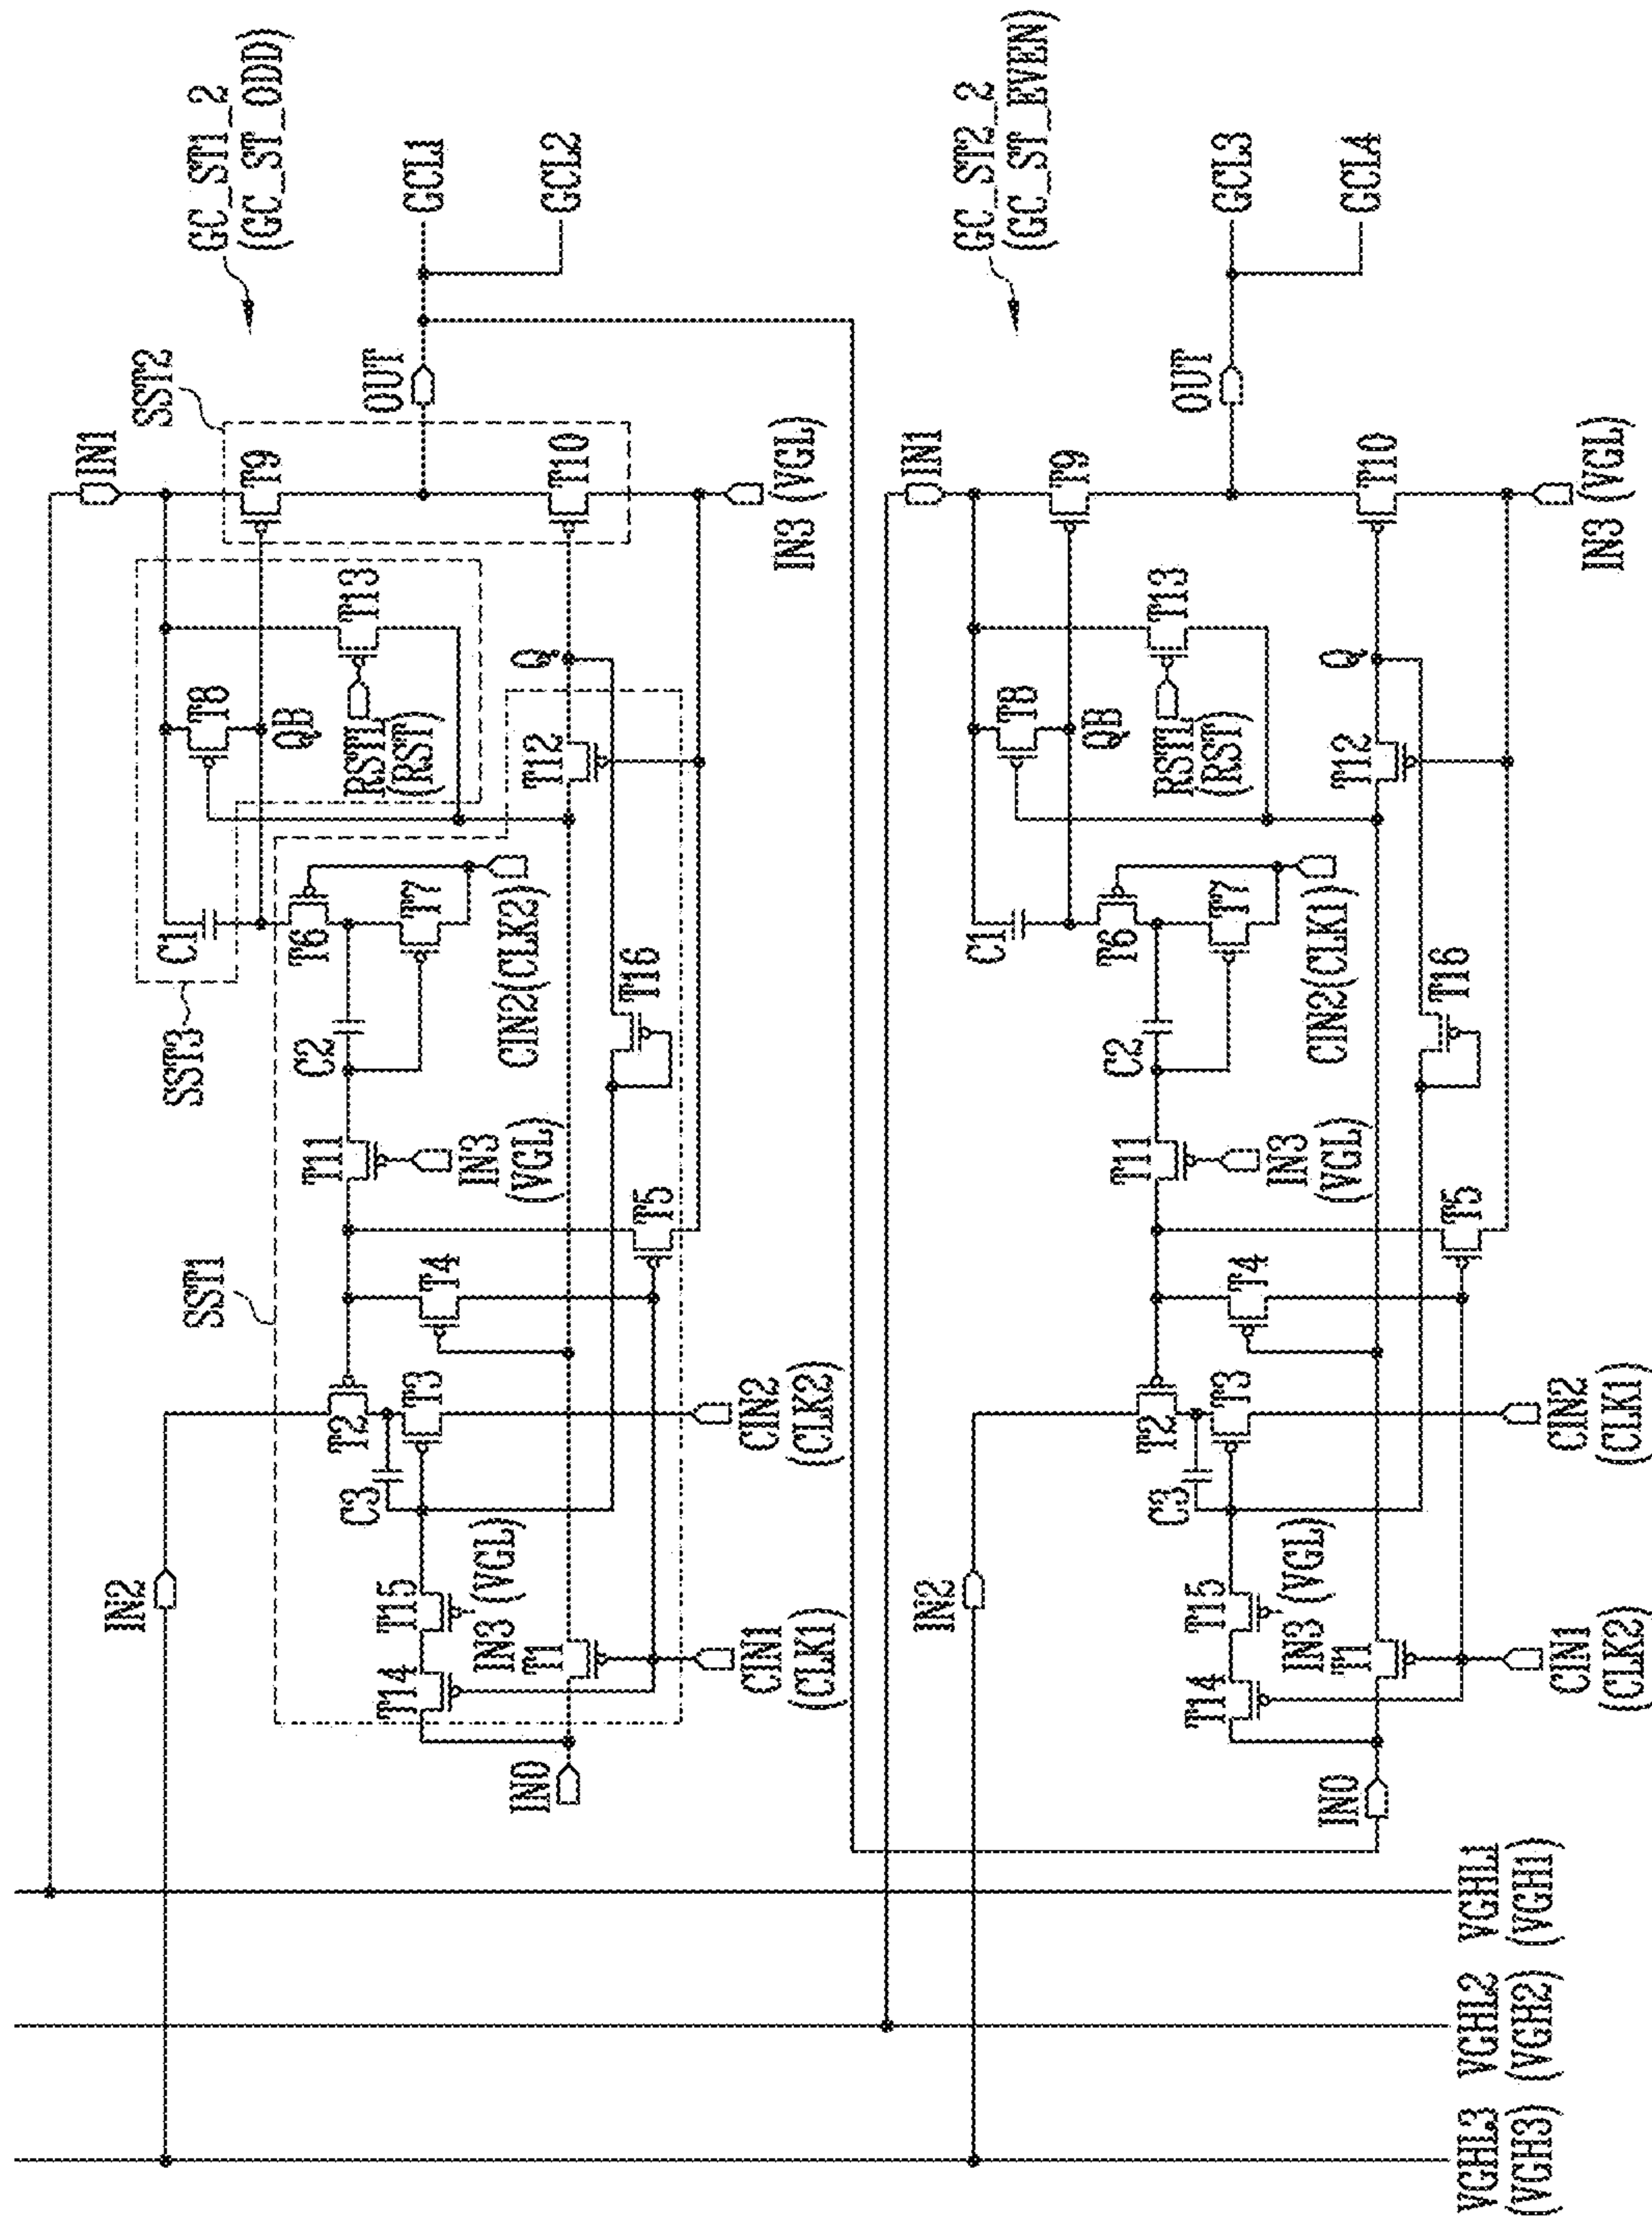 GC_ST1_2
(GC_ST_ODD)
SST2
IN1
T9
OUT
GCL1
GCL2
T10
IN3 (VGL)
SST3
C1
T8
QB
T13
RSTL
(RST)
Q
T12
T6
T7
CIN2(CLK2)
C2
T16
T11
IN3
(VGL)
T5
SST1
T4
T2
T3
C3
CIN2
(CLK2)
IN2
T15
T14
IN3 (VGL)
T1
CIN1
(CLK1)
IN0
GC_ST2_2
(GC_ST_EVEN)
IN1
T9
OUT
GCL3
GCL4
T10
IN3 (VGL)
C1
T8
QB
T13
RSTL
(RST)
Q
T12
T6
T7
CIN2(CLK1)
C2
T16
T11
IN3
(VGL)
T5
T4
T2
T3
C3
CIN2
(CLK1)
IN2
T15
T14
IN3 (VGL)
T1
CIN1
(CLK2)
IN0
VGHL1
(VGH1)
VGHL2
(VGH2)
VGHL3
(VGH3)